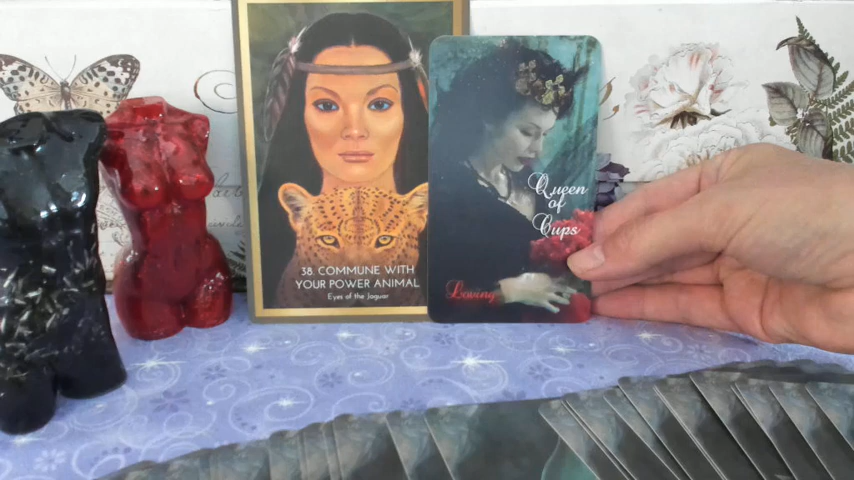 38. COMMUNE WITH
YOUR POWER ANIMAL
Eyes of the Jaguar
Queen
of
Cups
Loving